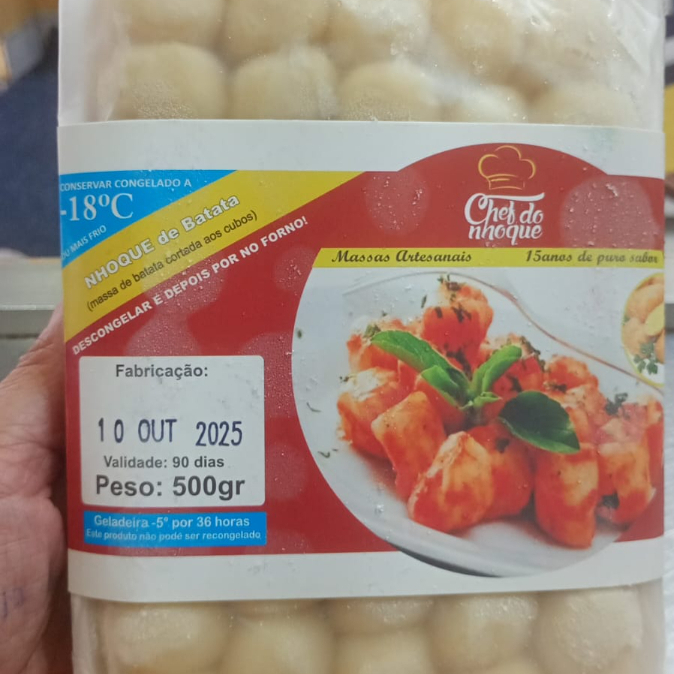 CONSERVAR CONGELADO A
-18ºC
OU MAIS FRIO
NHOQUE de Batata
(massa de batata cortada aos cubos)
DESCONGELAR E DEPOIS POR NO FORNO!
Chef do
nhoque
Massas Artesanais 15anos de puro sabor
Fabricação:
10 OUT 2025
Validade: 90 dias
Peso: 500gr
Geladeira -5° por 36 horas
Este produto não pode ser recongelado